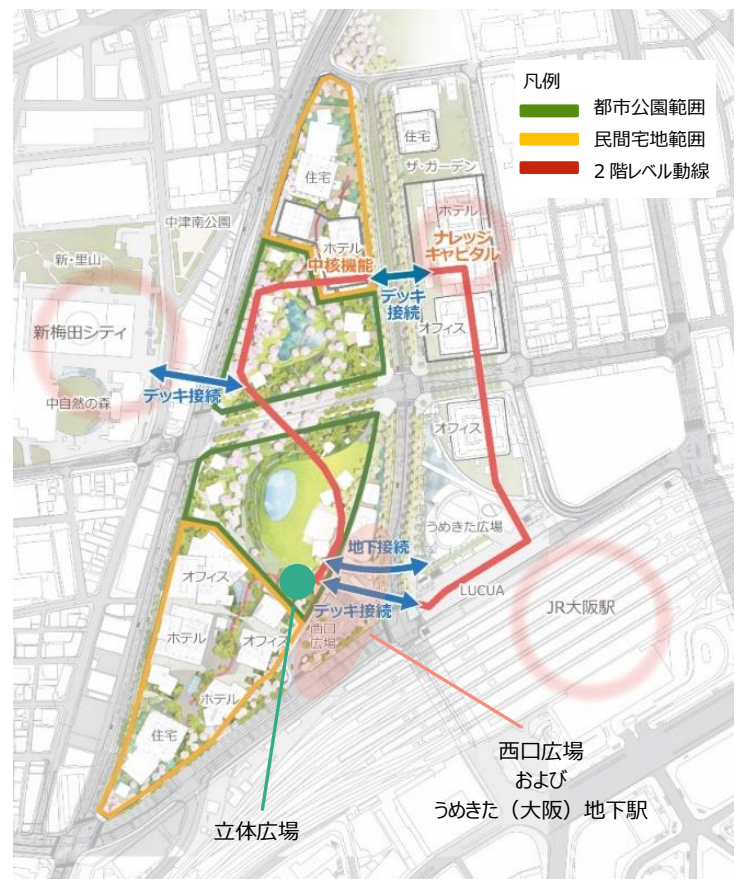 凡例
都市公園範囲
民間宅地範囲
2階レベル動線
住宅
ザ・ガーデン
ホテル
ナレッジ
キャピタル
住宅
中津南公園
ホテル
中核機能
デッキ
接続
オフィス
新・里山
新梅田シティ
中自然の森
デッキ接続
オフィス
うめきた広場
地下接続
デッキ接続
LUCUA
JR大阪駅
オフィス
ホテル
オフィス
西口
広場
ホテル
住宅
立体広場
西口広場
および
うめきた（大阪）地下駅